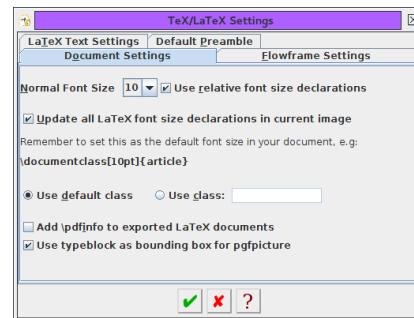 TeX/LaTeX Settings
LaTeX Text Settings Default Preamble
Document Settings Flowframe Settings
Normal Font Size 10 Use relative font size declarations
Update all LaTeX font size declarations in current image
Remember to set this as the default font size in your document, e.g:
\documentclass[10pt]{article}
Use default class Use class:
Add \pdfinfo to exported LaTeX documents
Use typeblock as bounding box for pgfpicture
?